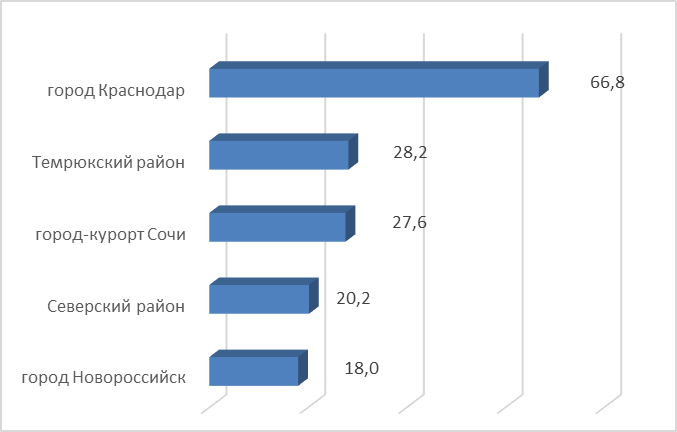 город Краснодар 66,8
Темрюкский район 28,2
город-курорт Сочи 27,6
Северский район 20,2
город Новороссийск 18,0